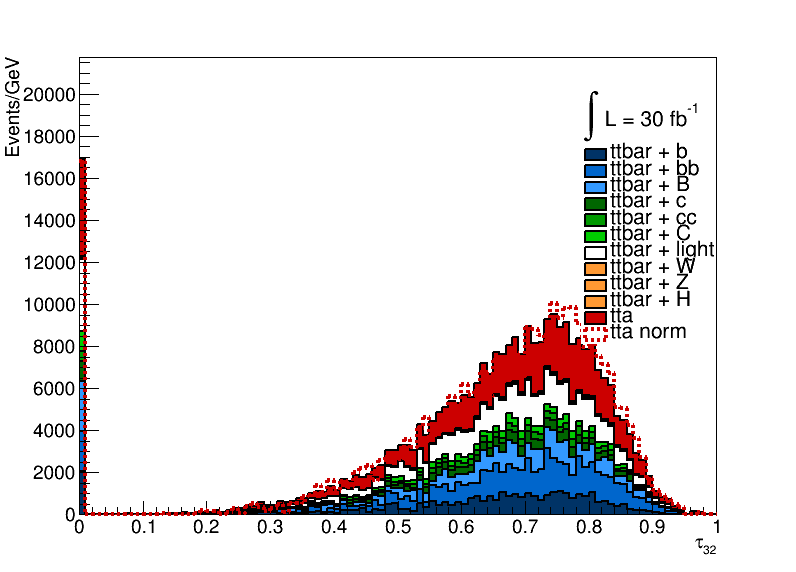 Events/GeV
20000
18000
16000
14000
12000
10000
8000
6000
4000
2000
0
0 0.1 0.2 0.3 0.4 0.5 0.6 0.7 0.8 0.9 1
τ32
∫ L = 30 fb-1
ttbar + b
ttbar + bb
ttbar + B
ttbar + c
ttbar + cc
ttbar + C
ttbar + light
ttbar + W
ttbar + Z
ttbar + H
tta
tta norm